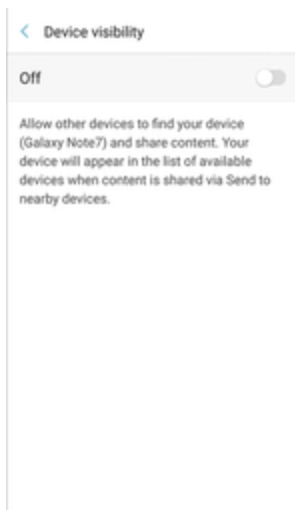 Device visibility
Off
Allow other devices to find your device
(Galaxy Note7) and share content. Your
device will appear in the list of available
devices when content is shared via Send to
nearby devices.